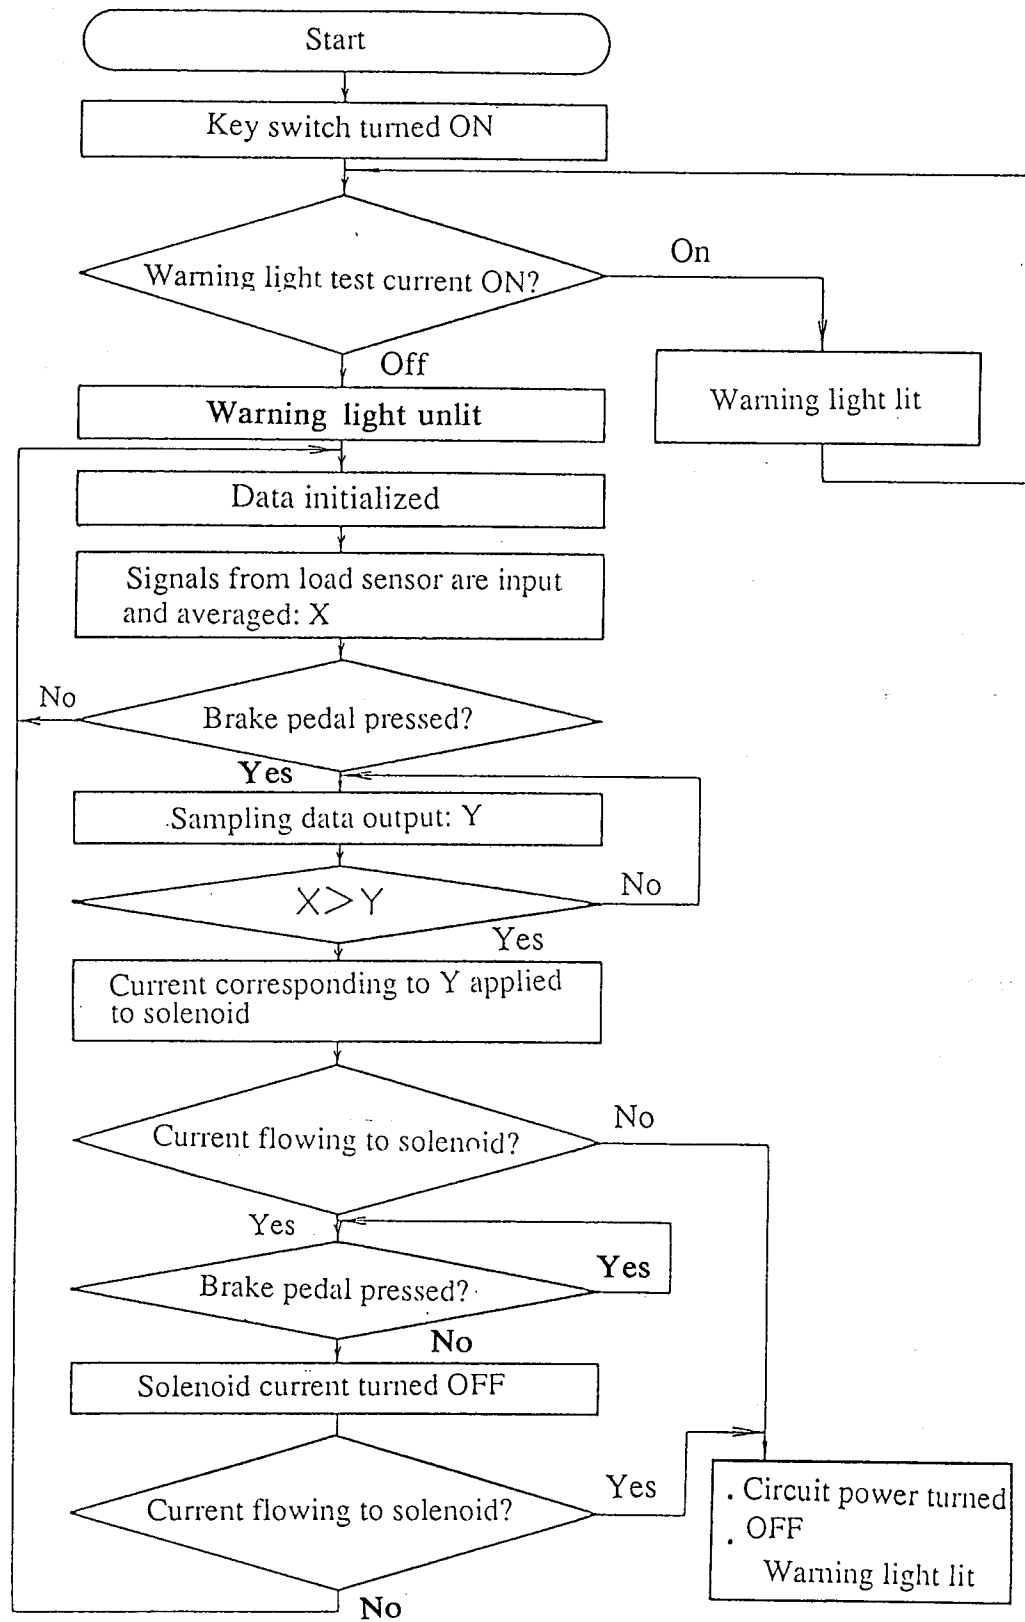 Start
Key switch turned ON
Warning light test current ON?
On
Off
Warning light lit
Warning light unlit
Data initialized
Signals from load sensor are input
and averaged: X
No
Brake pedal pressed?
Yes
Sampling data output: Y
X>Y
No
Yes
Current corresponding to Y applied
to solenoid
No
Current flowing to solenoid?
Yes
Brake pedal pressed?
Yes
No
Solenoid current turned OFF
Current flowing to solenoid?
Yes
. Circuit power turned
. OFF
Warning light lit
No